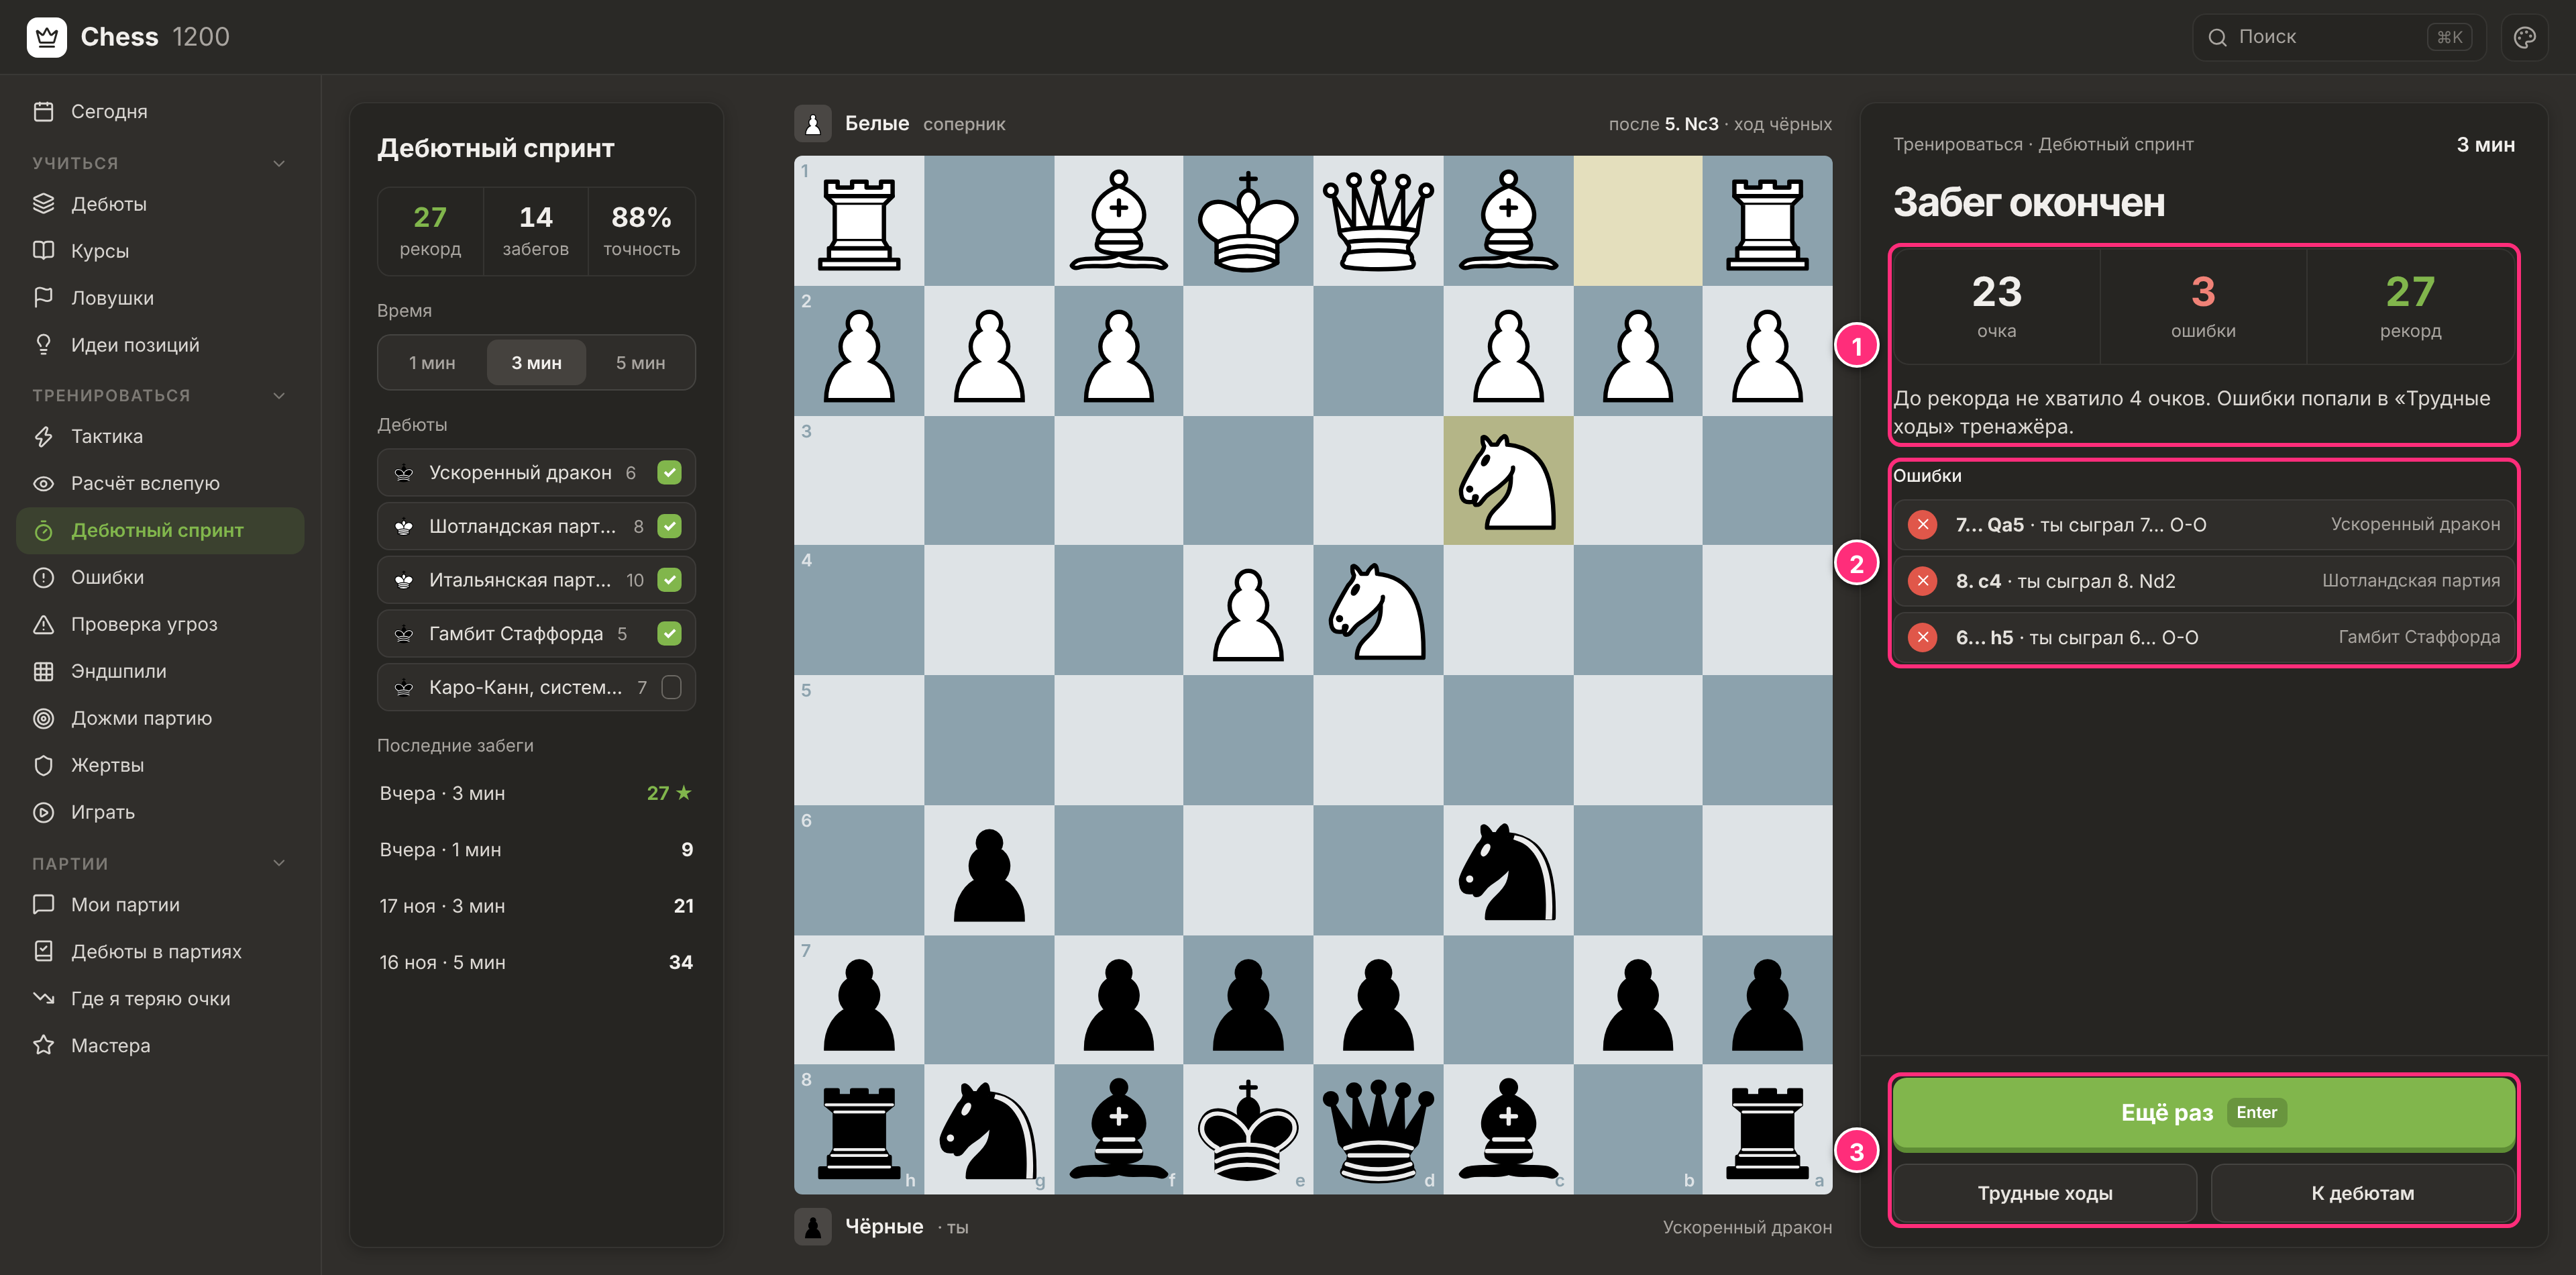 Chess 1200
Поиск ⌘K
Сегодня
УЧИТЬСЯ
Дебюты
Курсы
Ловушки
Идеи позиций
ТРЕНИРОВАТЬСЯ
Тактика
Расчёт вслепую
Дебютный спринт
Ошибки
Проверка угроз
Эндшпили
Дожми партию
Жертвы
Играть
ПАРТИИ
Мои партии
Дебюты в партиях
Где я теряю очки
Мастера
Дебютный спринт
27 14 88%
рекорд забегов точность
Время
1 мин 3 мин 5 мин
Дебюты
Ускоренный дракон 6
Шотландская парт... 8
Итальянская парт... 10
Гамбит Стаффорда 5
Каро-Канн, систем... 7
Последние забеги
Вчера · 3 мин 27 ★
Вчера · 1 мин 9
17 ноя · 3 мин 21
16 ноя · 5 мин 34
Белые соперник
после 5. Nc3 · ход чёрных
1
2
3
4
5
6
7
8
h g f e d c b a
Чёрные · ты
Ускоренный дракон
Тренироваться · Дебютный спринт 3 мин
Забег окончен
1
23 3 27
очка ошибки рекорд
До рекорда не хватило 4 очков. Ошибки попали в «Трудные
ходы» тренажёра.
2
Ошибки
7... Qa5 · ты сыграл 7... O-O Ускоренный дракон
8. c4 · ты сыграл 8. Nd2 Шотландская партия
6... h5 · ты сыграл 6... O-O Гамбит Стаффорда
3
Ещё раз Enter
Трудные ходы К дебютам